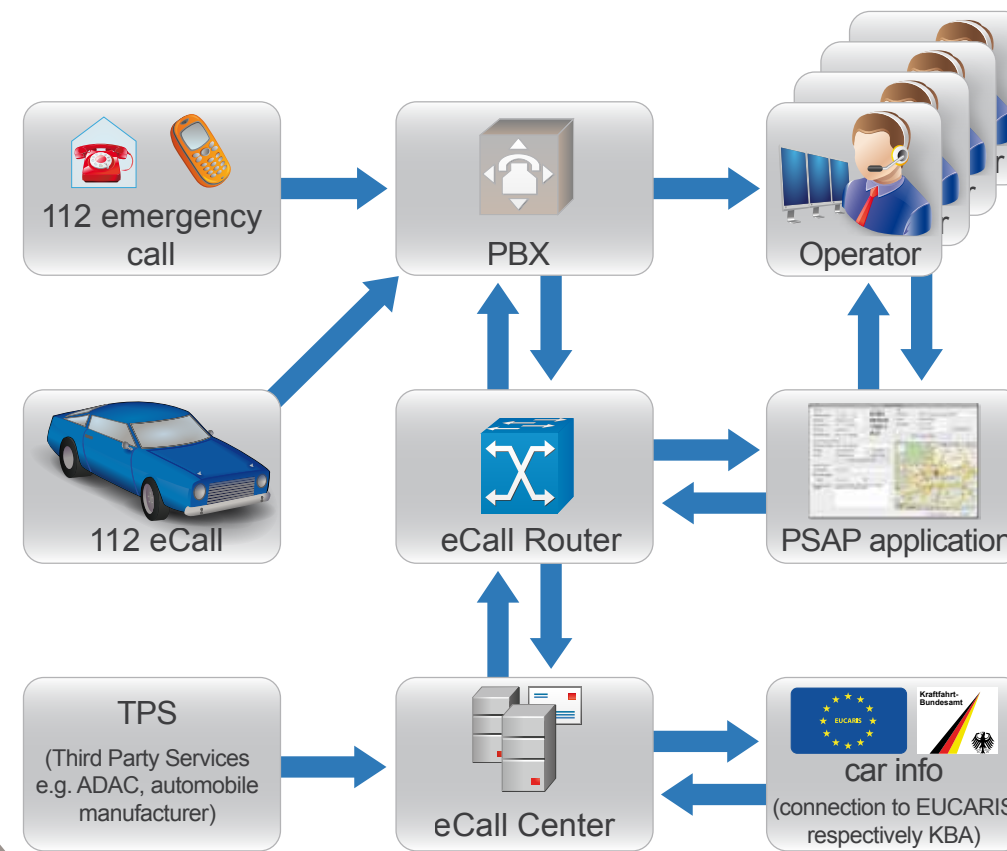 112 emergency
call
PBX
Operator
112 eCall
eCall Router
PSAP application
TPS
(Third Party Services
e.g. ADAC, automobile
manufacturer)
eCall Center
EUCARIS
Kraftfahrt-
Bundesamt
car info
(connection to EUCARIS
respectively KBA)